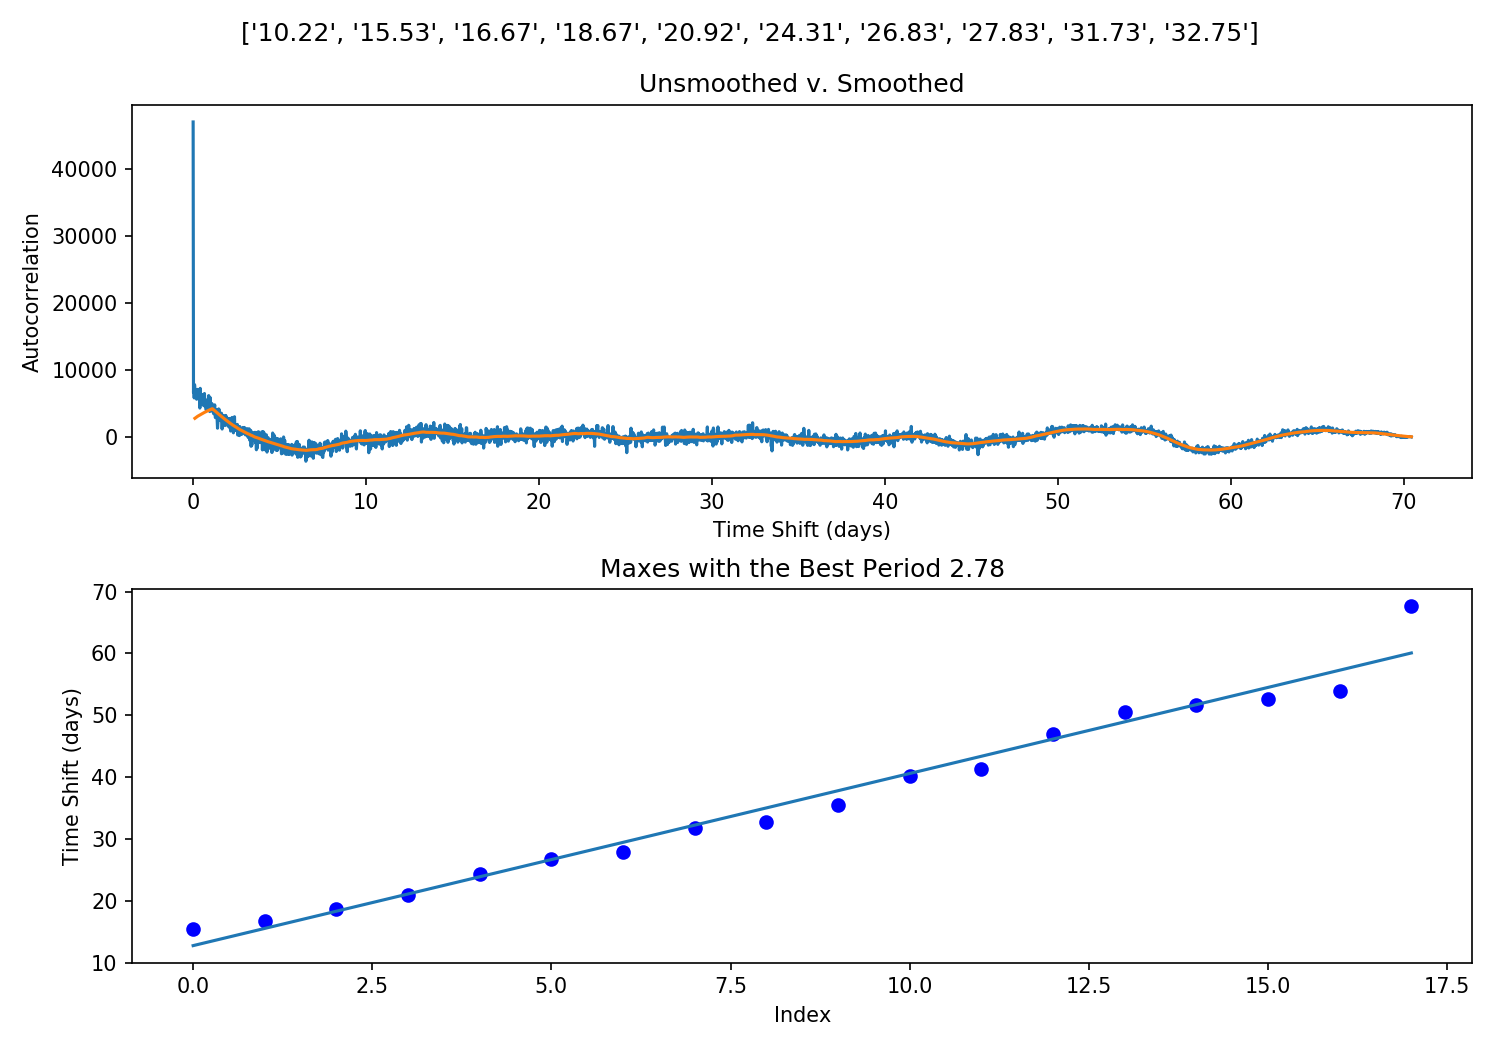 ['10.22', '15.53', '16.67', '18.67', '20.92', '24.31', '26.83', '27.83', '31.73', '32.75']
Unsmoothed v. Smoothed
Autocorrelation
40000
30000
20000
10000
0
0 10 20 30 40 50 60 70
Time Shift (days)
Maxes with the Best Period 2.78
Time Shift (days)
70
60
50
40
30
20
10
0.0 2.5 5.0 7.5 10.0 12.5 15.0 17.5
Index